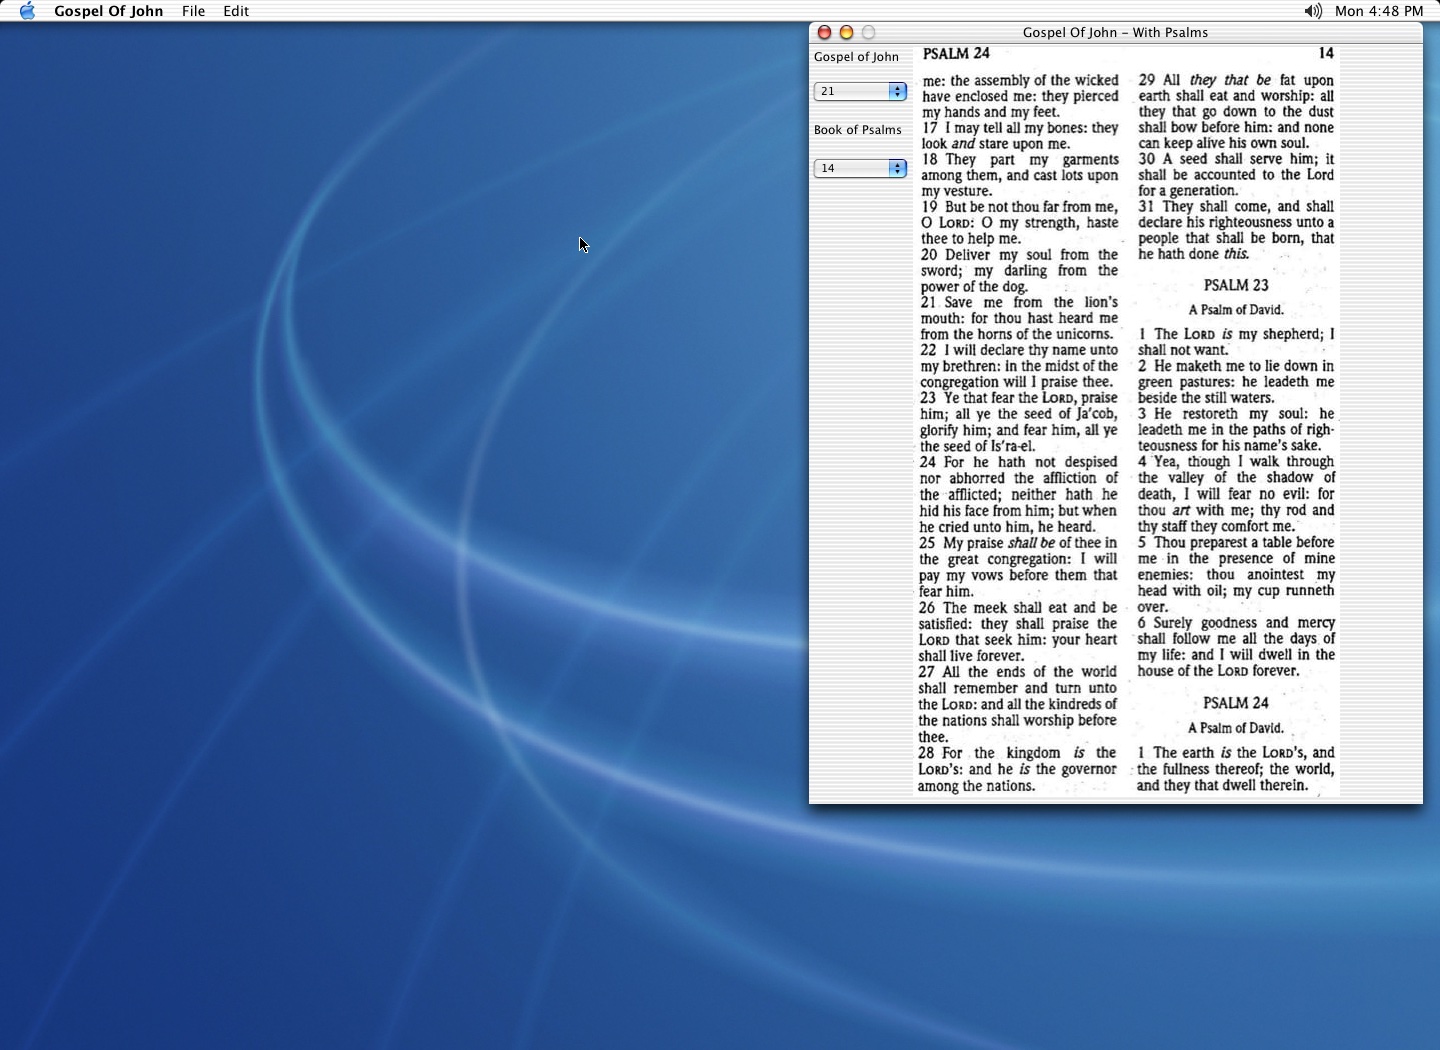 Gospel Of John File Edit Mon 4:48 PM
Gospel Of John – With Psalms
Gospel of John
21
Book of Psalms
14
PSALM 24 14
me: the assembly of the wicked
have enclosed me: they pierced
my hands and my feet.
17 I may tell all my bones: they
look and stare upon me.
18 They part my garments
among them, and cast lots upon
my vesture.
19 But be not thou far from me,
O LORD: O my strength, haste
thee to help me.
20 Deliver my soul from the
sword; my darling from the
power of the dog.
21 Save me from the lion's
mouth: for thou hast heard me
from the horns of the unicorns.
22 I will declare thy name unto
my brethren: in the midst of the
congregation will I praise thee.
23 Ye that fear the LORD, praise
him; all ye the seed of Ja'cob,
glorify him; and fear him, all ye
the seed of Is'ra-el.
24 For he hath not despised
nor abhorred the affliction of
the afflicted; neither hath he
hid his face from him; but when
he cried unto him, he heard.
25 My praise shall be of thee in
the great congregation: I will
pay my vows before them that
fear him.
26 The meek shall eat and be
satisfied: they shall praise the
LORD that seek him: your heart
shall live forever.
27 All the ends of the world
shall remember and turn unto
the LORD: and all the kindreds of
the nations shall worship before
thee.
28 For the kingdom is the
LORD'S: and he is the governor
among the nations.
29 All they that be fat upon
earth shall eat and worship: all
they that go down to the dust
shall bow before him: and none
can keep alive his own soul.
30 A seed shall serve him; it
shall be accounted to the Lord
for a generation.
31 They shall come, and shall
declare his righteousness unto a
people that shall be born, that
he hath done this.
PSALM 23
A Psalm of David.
1 The LORD is my shepherd; I
shall not want.
2 He maketh me to lie down in
green pastures: he leadeth me
beside the still waters.
3 He restoreth my soul: he
leadeth me in the paths of righ-
teousness for his name's sake.
4 Yea, though I walk through
the valley of the shadow of
death, I will fear no evil: for
thou art with me; thy rod and
thy staff they comfort me.
5 Thou preparest a table before
me in the presence of mine
enemies: thou anointest my
head with oil; my cup runneth
over.
6 Surely goodness and mercy
shall follow me all the days of
my life: and I will dwell in the
house of the LORD forever.
PSALM 24
A Psalm of David.
1 The earth is the LORD'S, and
the fullness thereof; the world,
and they that dwell therein.